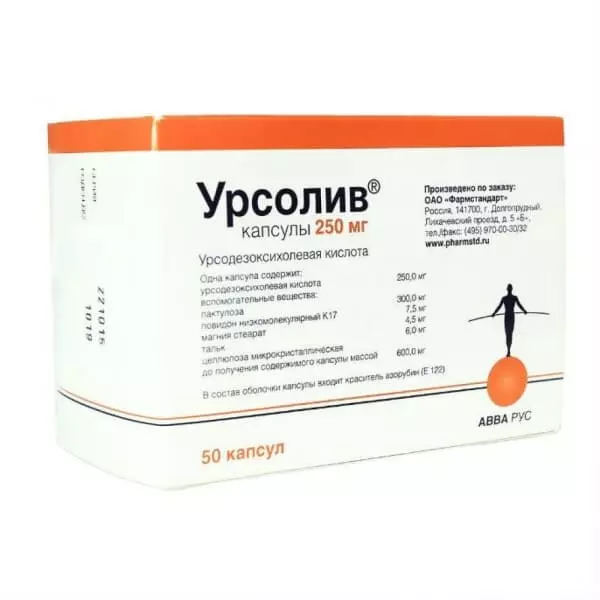 Урсолив®
капсулы 250 мг
Урсодезоксихолевая кислота
Произведено по заказу:
ОАО «Фармстандарт»
Россия, 141700, г. Долгопрудный.
Лихачевский проезд, д. 5 «Б»,
тел./факс: (495) 970-00-30/32
www.pharmstd.ru
Одна капсула содержит:
урсодезоксихолевая кислота 250,0 мг
вспомогательные вещества:
лактулоза 300,0 мг
повидон низкомолекулярный К17 7,5 мг
магния стеарат 4,5 мг
тальк 6,0 мг
целлюлоза микрокристаллическая
до получения содержимого капсулы массой 600,0 мг
В состав оболочки капсулы входит краситель азорубин (Е 122)
50 капсул
АВВА РУС
221015
1019